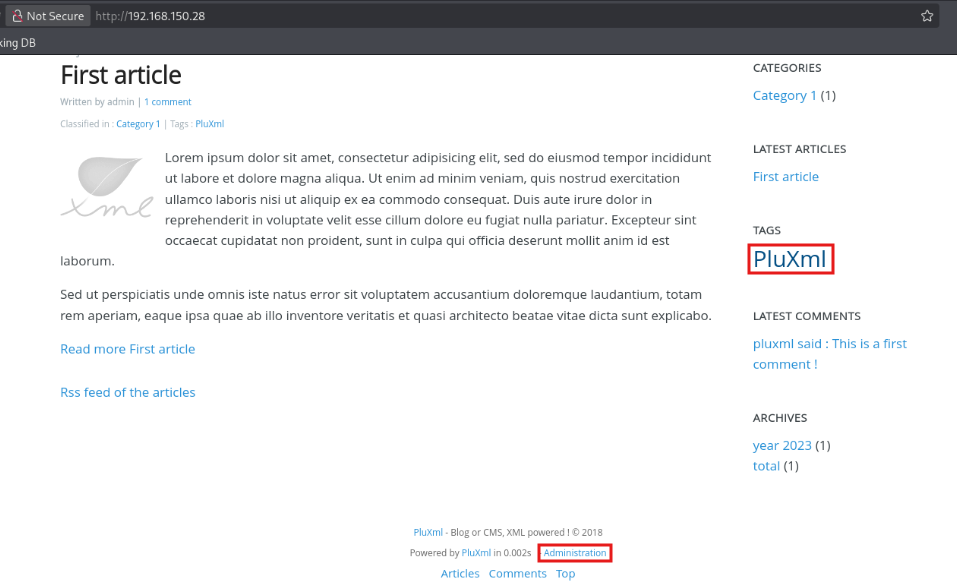 Not Secure http://192.168.150.28
king DB
First article
Written by admin | 1 comment
Classified in : Category 1 | Tags : PluXml
xml
Lorem ipsum dolor sit amet, consectetur adipisicing elit, sed do eiusmod tempor incididunt
ut labore et dolore magna aliqua. Ut enim ad minim veniam, quis nostrud exercitation
ullamco laboris nisi ut aliquip ex ea commodo consequat. Duis aute irure dolor in
reprehenderit in voluptate velit esse cillum dolore eu fugiat nulla pariatur. Excepteur sint
occaecat cupidatat non proident, sunt in culpa qui officia deserunt mollit anim id est
laborum.
Sed ut perspiciatis unde omnis iste natus error sit voluptatem accusantium doloremque laudantium, totam
rem aperiam, eaque ipsa quae ab illo inventore veritatis et quasi architecto beatae vitae dicta sunt explicabo.
Read more First article
Rss feed of the articles
CATEGORIES
Category 1 (1)
LATEST ARTICLES
First article
TAGS
PluXml
LATEST COMMENTS
pluxml said : This is a first
comment !
ARCHIVES
year 2023 (1)
total (1)
PluXml - Blog or CMS, XML powered ! © 2018
Powered by PluXml in 0.002s - Administration
Articles Comments Top